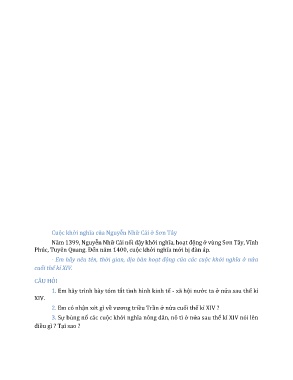 Cuộc khởi nghĩa của Nguyễn Nhữ Cái ở Sơn Tây
Năm 1399, Nguyễn Nhữ Cái nổi dậy khởi nghĩa, hoạt động ở vùng Sơn Tây, Vĩnh
Phúc, Tuyên Quang. Đến năm 1400, cuộc khởi nghĩa mới bị đàn áp.
- Em hãy nêu tên, thời gian, địa bàn hoạt động của các cuộc khởi nghĩa ở nửa
cuối thế kỉ XIV.
CÂU HỎI
1. Em hãy trình bày tóm tắt tình hình kinh tế - xã hội nước ta ở nửa sau thế kỉ
XIV.
2. Em có nhận xét gì về vương triều Trần ở nửa cuối thế kỉ XIV ?
3. Sự bùng nổ các cuộc khởi nghĩa nông dân, nô tì ở nửa sau thế kỉ XIV nói lên
điều gì ? Tại sao ?